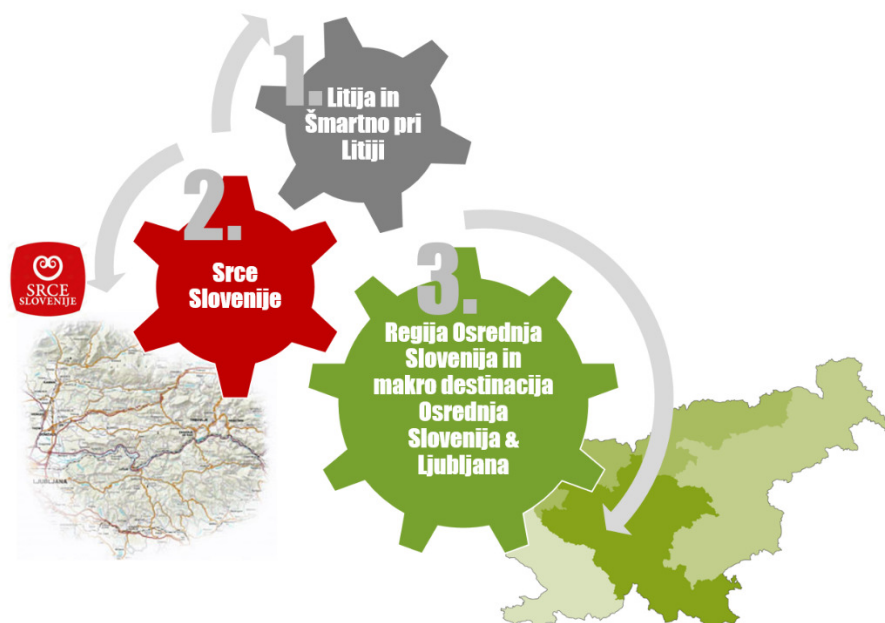 1.
Litija in
Šmartno pri
Litiji
2.
Srce
Slovenije
SRCE
SLOVENIJE
3.
Regija Osrednja
Slovenija in
makro destinacija
Osrednja
Slovenija &
Ljubljana
LJUBLJANA